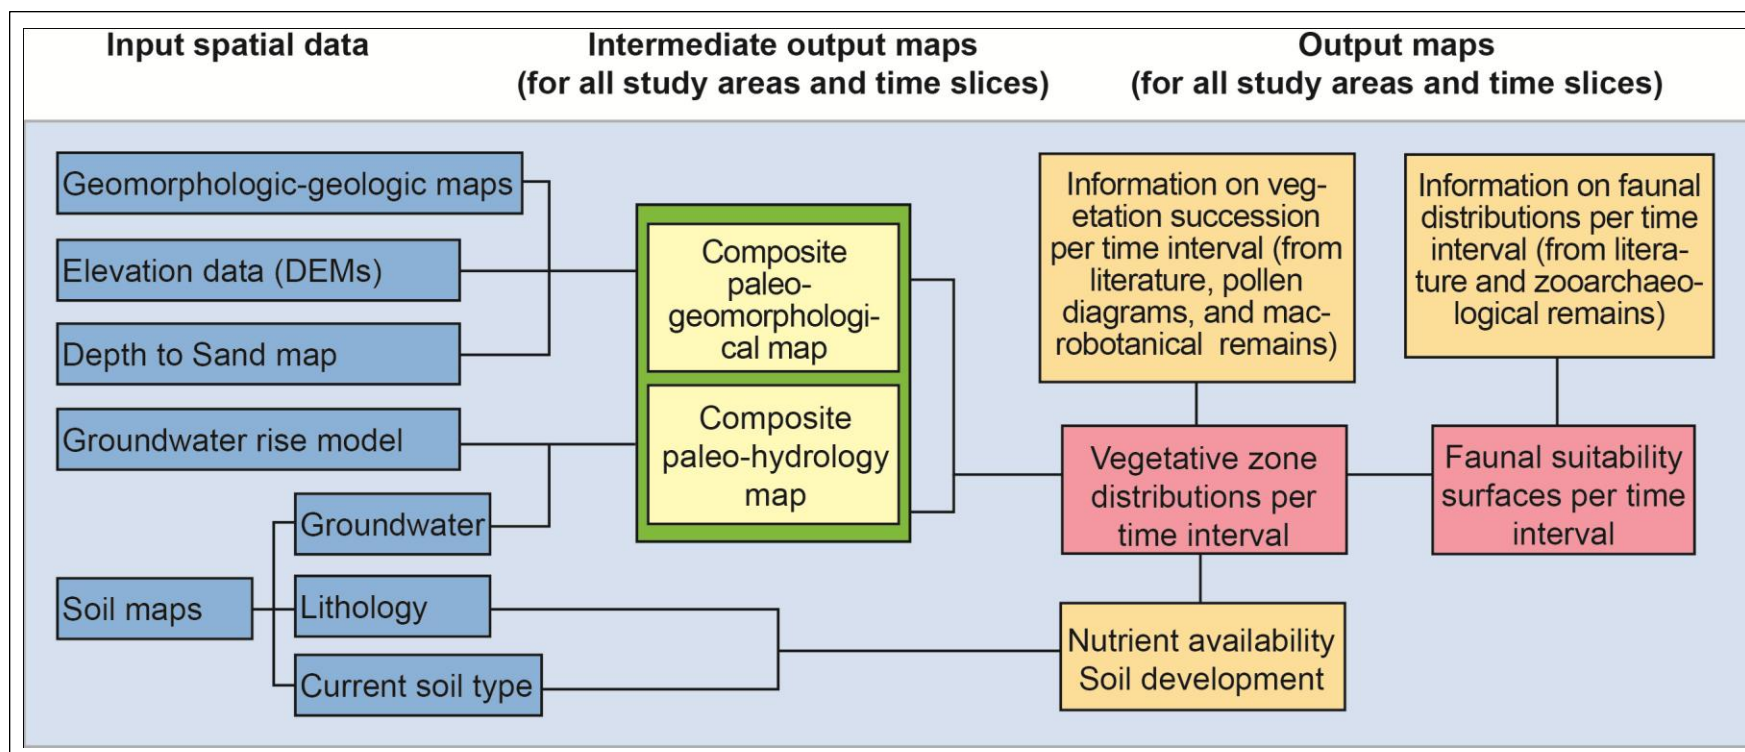 Input spatial data
Intermediate output maps
(for all study areas and time slices)
Output maps
(for all study areas and time slices)
Geomorphologic-geologic maps
Elevation data (DEMs)
Depth to Sand map
Groundwater rise model
Soil maps
Groundwater
Lithology
Current soil type
Composite
paleo-
geomorphologi-
cal map
Composite
paleo-hydrology
map
Information on veg-
etation succession
per time interval (from
literature, pollen
diagrams, and mac-
robotanical remains)
Information on faunal
distributions per time
interval (from litera-
ture and zooarchaeo-
logical remains)
Vegetative zone
distributions per
time interval
Faunal suitability
surfaces per time
interval
Nutrient availability
Soil development